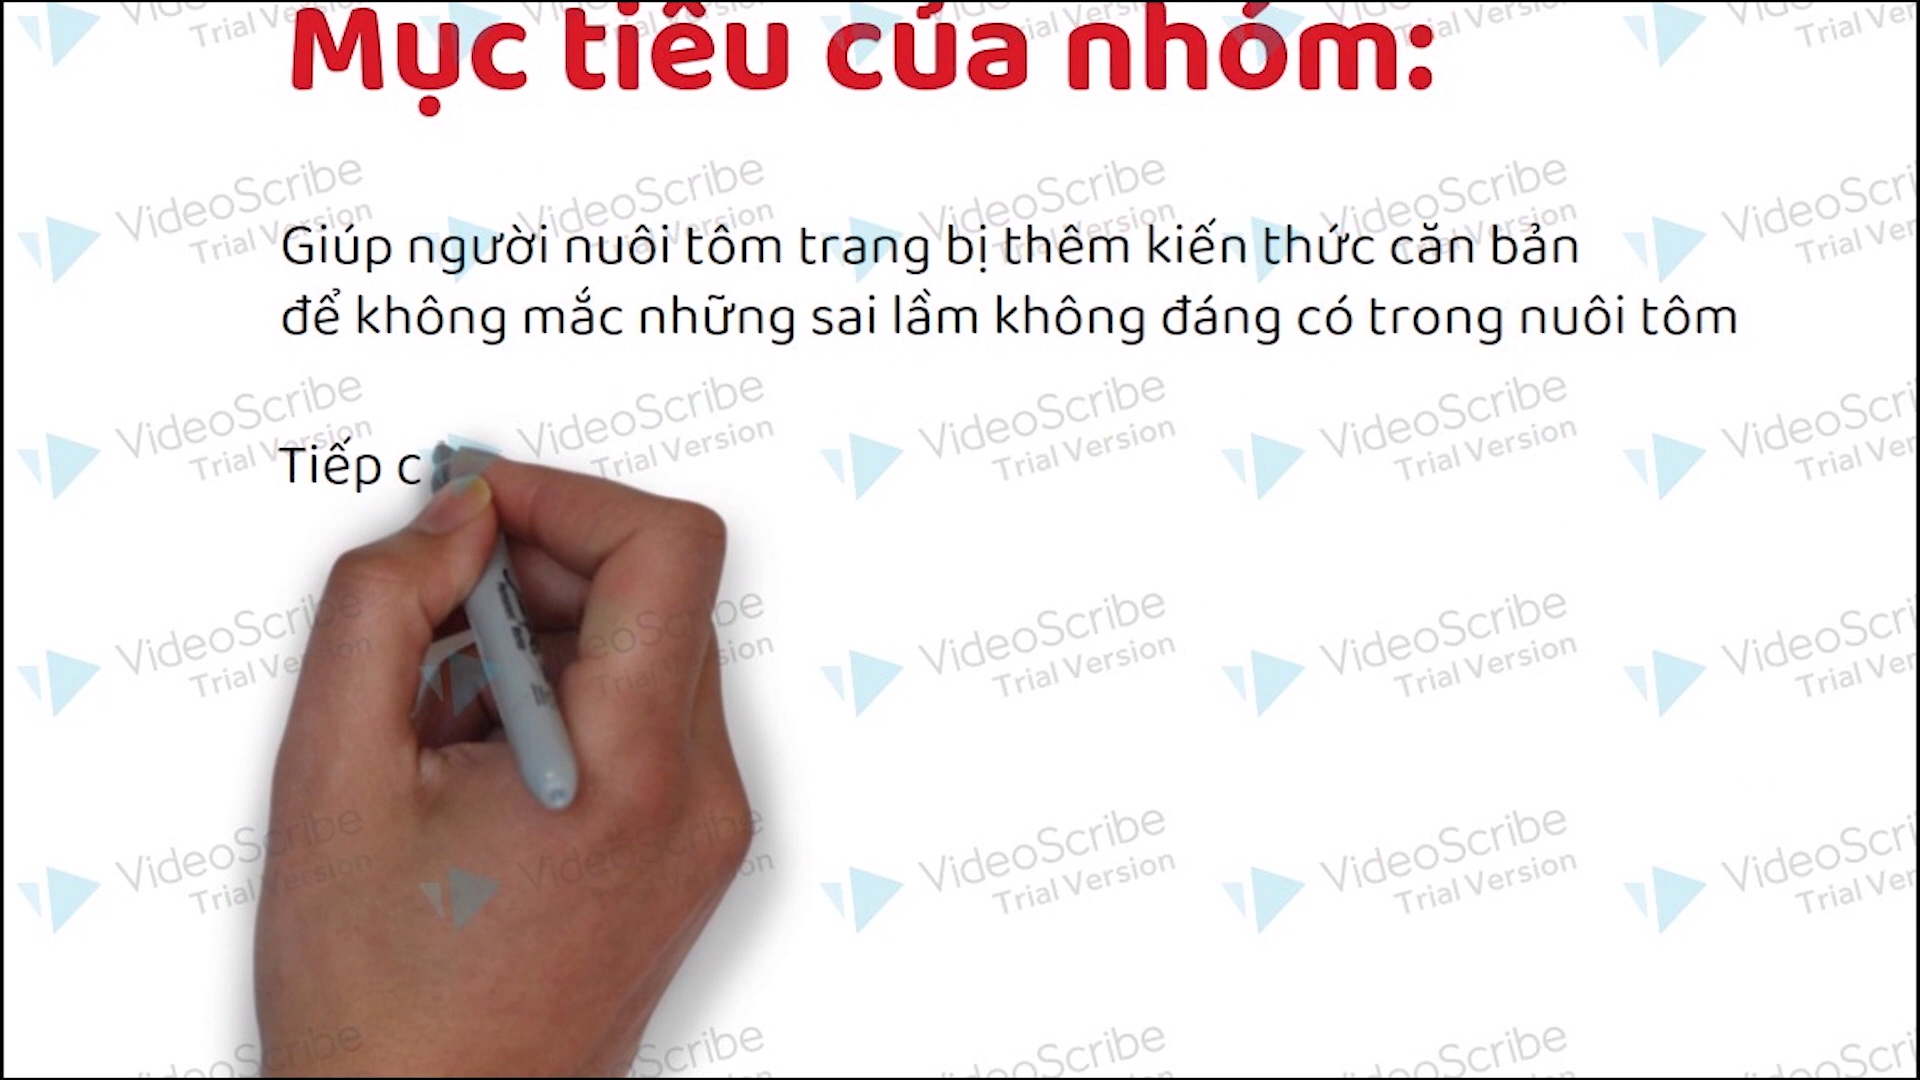 Mục tiêu của nhóm:
Giúp người nuôi tôm trang bị thêm kiến thức căn bản
để không mắc những sai lầm không đáng có trong nuôi tôm
Tiếp c
VideoScribe
Trial Version